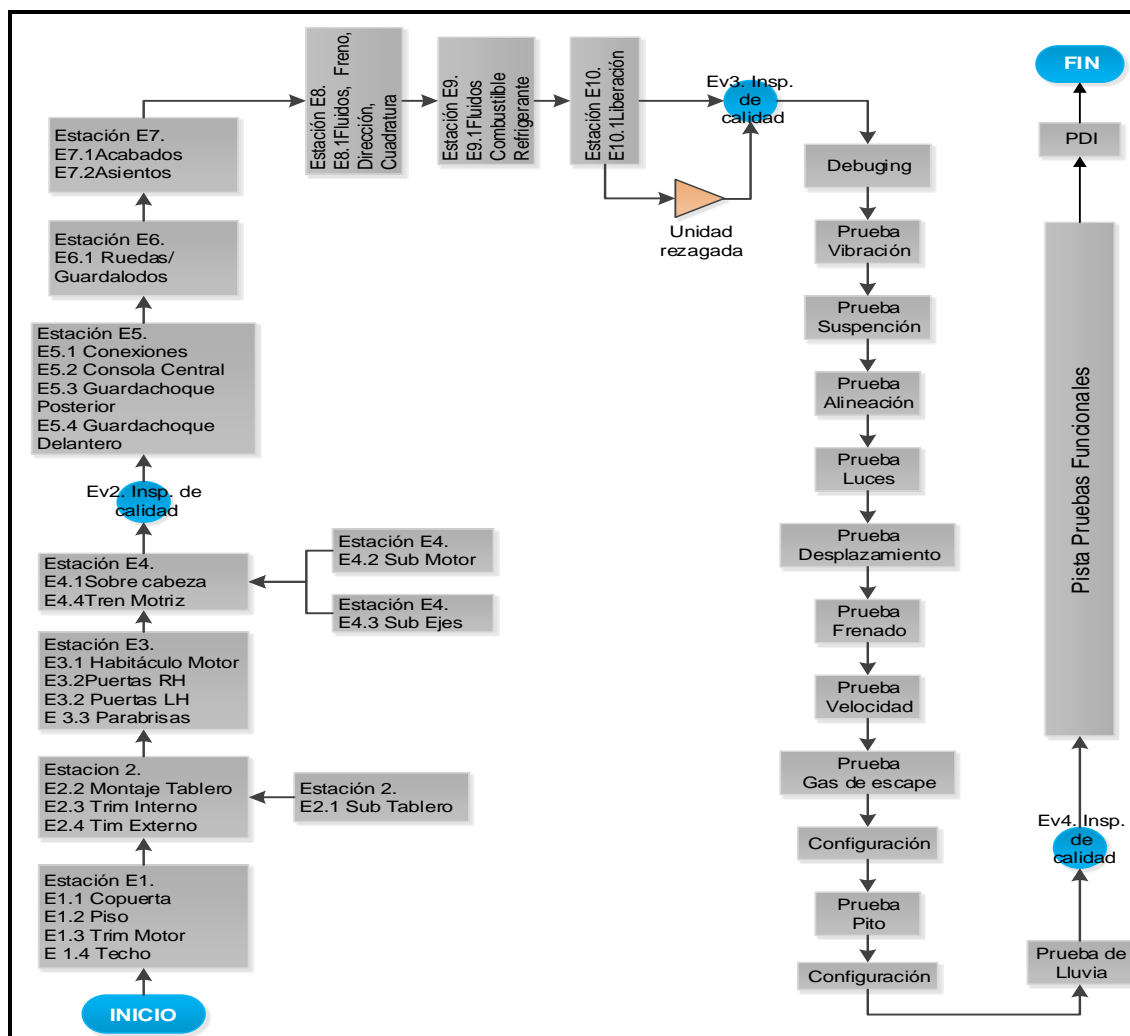 INICIO
Estación E1.
E1.1 Copuerta
E1.2 Piso
E1.3 Trim Motor
E 1.4 Techo
Estacion 2.
E2.2 Montaje Tablero
E2.3 Trim Interno
E2.4 Tim Externo
Estación 2.
E2.1 Sub Tablero
Estación E3.
E3.1 Habitáculo Motor
E3.2Puertas RH
E3.2 Puertas LH
E 3.3 Parabrisas
Estación E4.
E4.1Sobre cabeza
E4.4Tren Motriz
Estación E4.
E4.2 Sub Motor
Estación E4.
E4.3 Sub Ejes
Ev2. Insp. de
calidad
Estación E5.
E5.1 Conexiones
E5.2 Consola Central
E5.3 Guardachoque
Posterior
E5.4 Guardachoque
Delantero
Estación E6.
E6.1 Ruedas/
Guardalodos
Estación E7.
E7.1Acabados
E7.2Asientos
Estación E8.
E8.1Fluidos, Freno,
Dirección,
Cuadratura
Estación E9.
E9.1Fluidos
Combustible
Refrigerante
Estación E10.
E10.1Liberación
Unidad
rezagada
Ev3. Insp.
de
calidad
Debuging
Prueba
Vibración
Prueba
Suspención
Prueba
Alineación
Prueba
Luces
Prueba
Desplazamiento
Prueba
Frenado
Prueba
Velocidad
Prueba
Gas de escape
Configuración
Prueba
Pito
Configuración
Prueba de
Lluvia
Ev4. Insp.
de
calidad
Pista Pruebas Funcionales
PDI
FIN